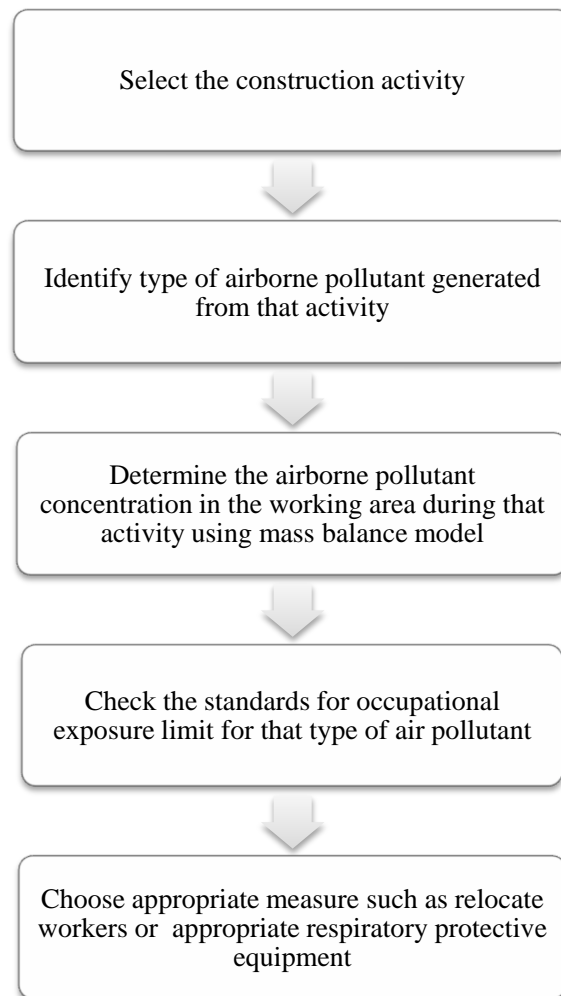 Select the construction activity
Identify type of airborne pollutant generated
from that activity
Determine the airborne pollutant
concentration in the working area during that
activity using mass balance model
Check the standards for occupational
exposure limit for that type of air pollutant
Choose appropriate measure such as relocate
workers or  appropriate respiratory protective
equipment